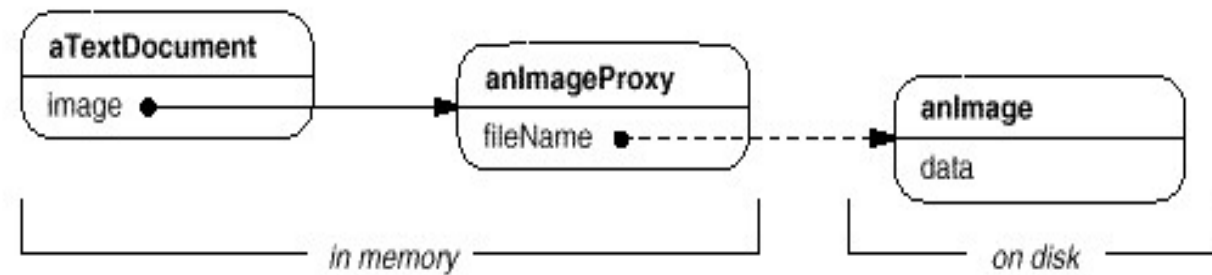 aTextDocument
image
anImageProxy
fileName
anImage
data
in memory
on disk